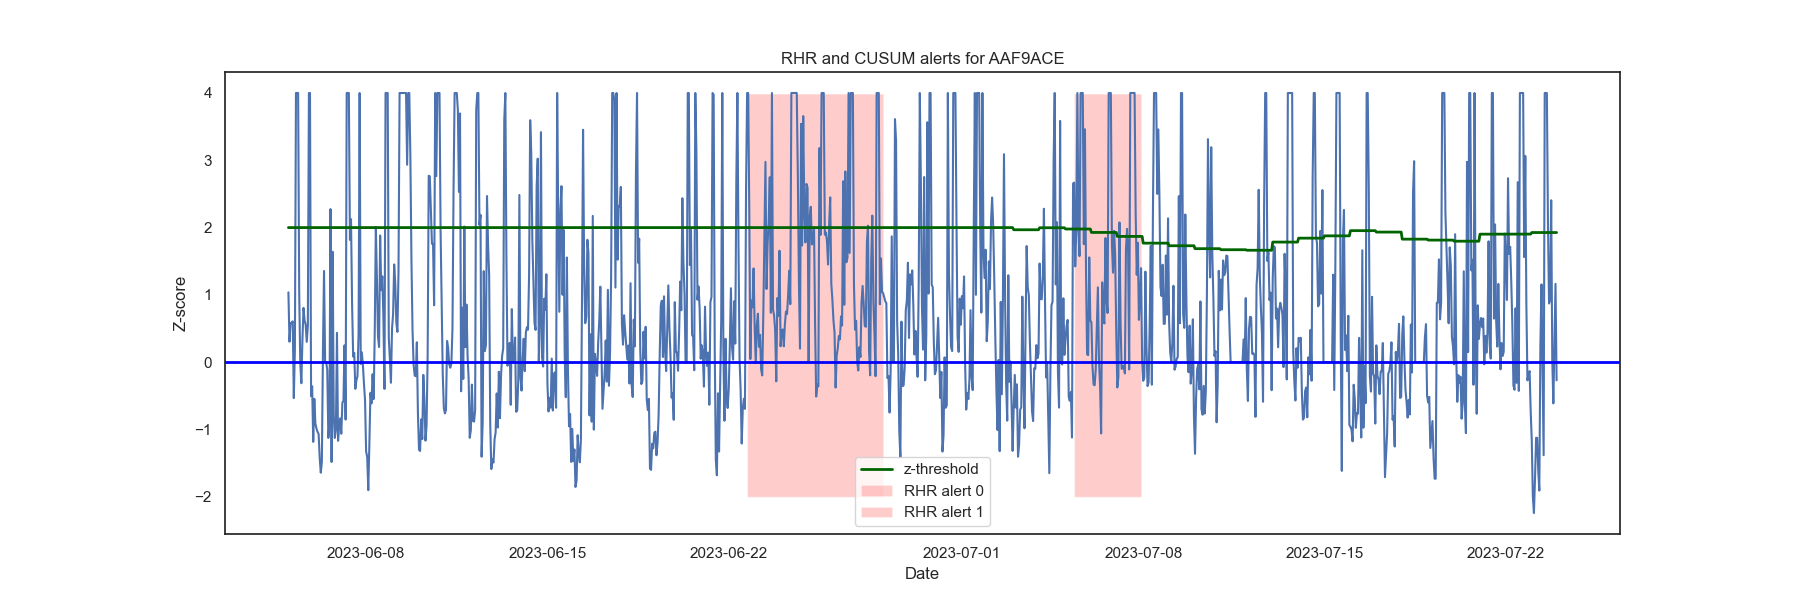 RHR and CUSUM alerts for AAF9ACE
4
3
2
1
0
−1
−2
Z-score
z-threshold
RHR alert 0
RHR alert 1
2023-06-08 2023-06-15 2023-06-22 2023-07-01 2023-07-08 2023-07-15 2023-07-22
Date